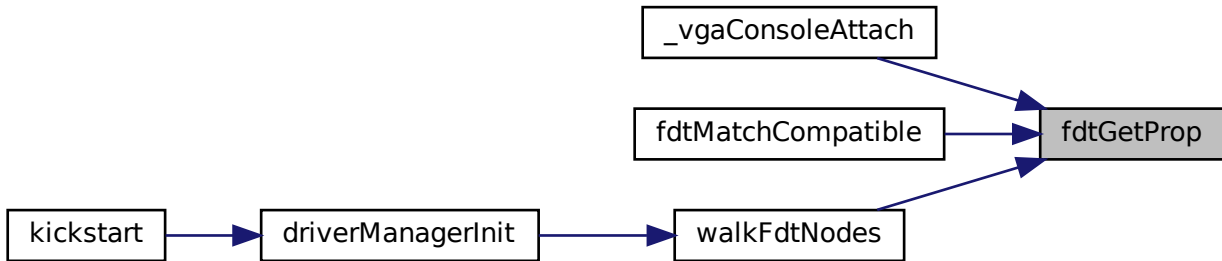 _vgaConsoleAttach
fdtMatchCompatible
fdtGetProp
kickstart
driverManagerInit
walkFdtNodes